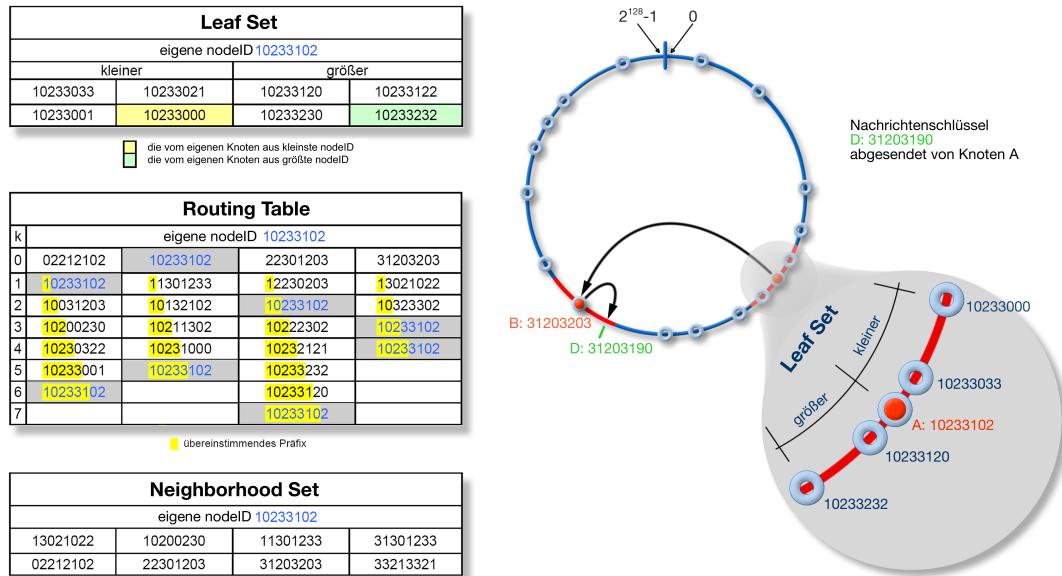 Leaf Set
eigene nodeID 10233102
kleiner größer
10233033 10233021 10233120 10233122
10233001 10233000 10233230 10233232
die vom eigenen Knoten aus kleinste nodeID
die vom eigenen Knoten aus größte nodeID
Routing Table
k eigene nodeID 10233102
0 02212102 10233102 22301203 31203203
1 10233102 11301233 12230203 13021022
2 10031203 10132102 10233102 10323302
3 10200230 10211302 10222302 10233102
4 10230322 10231000 10232121 10233102
5 10233001 10233102 10233232
6 10233102 10233120
7 10233102
übereinstimmendes Präfix
Neighborhood Set
eigene nodeID 10233102
13021022 10200230 11301233 31301233
02212102 22301203 31203203 33213321
2¹²⁸-1 0
Nachrichtenschlüssel
D: 31203190
abgesendet von Knoten A
B: 31203203
D: 31203190
Leaf Set
kleiner
größer
10233000
10233033
A: 10233102
10233120
10233232